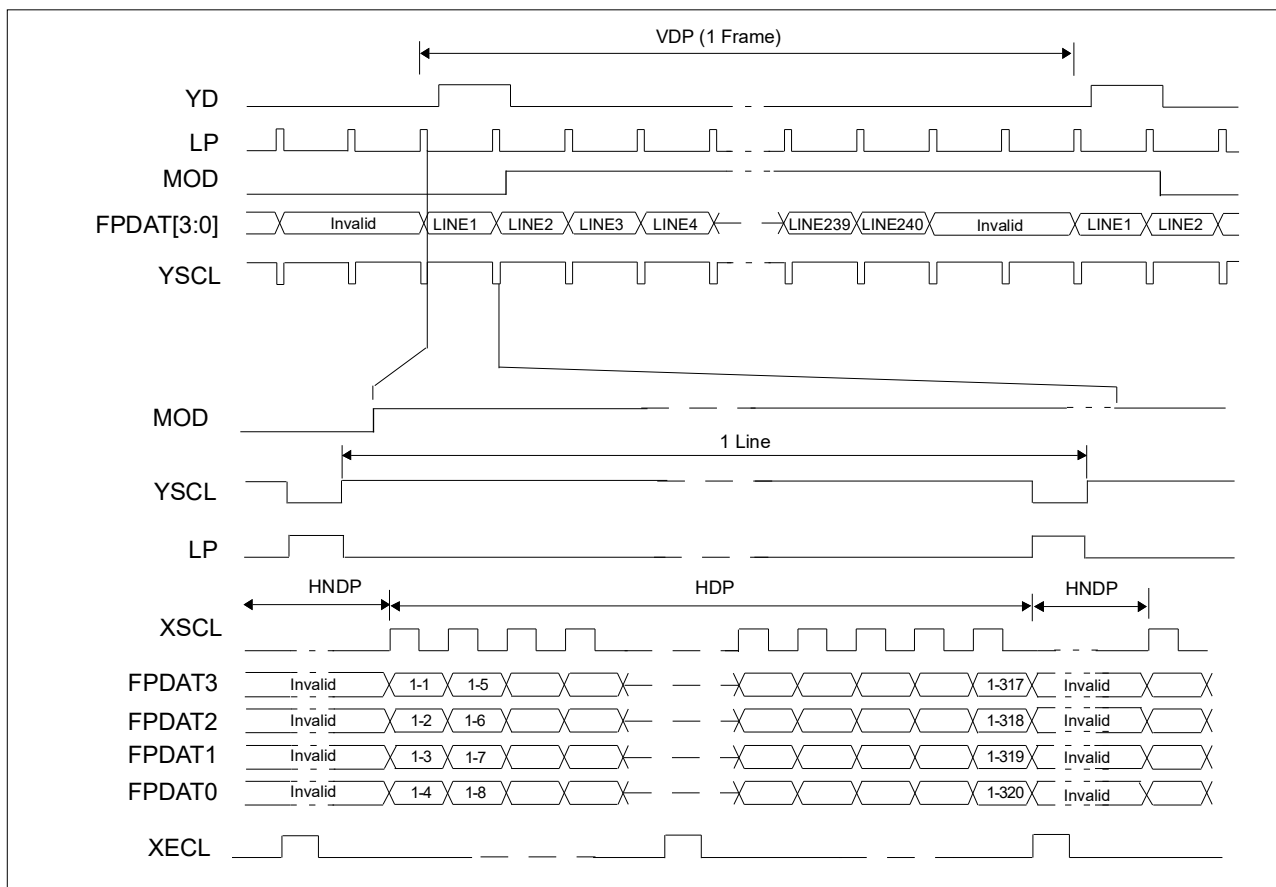 VDP (1 Frame)
YD
LP
MOD
FPDAT[3:0] Invalid LINE1 LINE2 LINE3 LINE4 LINE239 LINE240 Invalid LINE1 LINE2
YSCL
MOD
1 Line
YSCL
LP
HNDP HDP HNDP
XSCL
FPDAT3 Invalid 1-1 1-5 1-317 Invalid
FPDAT2 Invalid 1-2 1-6 1-318 Invalid
FPDAT1 Invalid 1-3 1-7 1-319 Invalid
FPDAT0 Invalid 1-4 1-8 1-320 Invalid
XECL